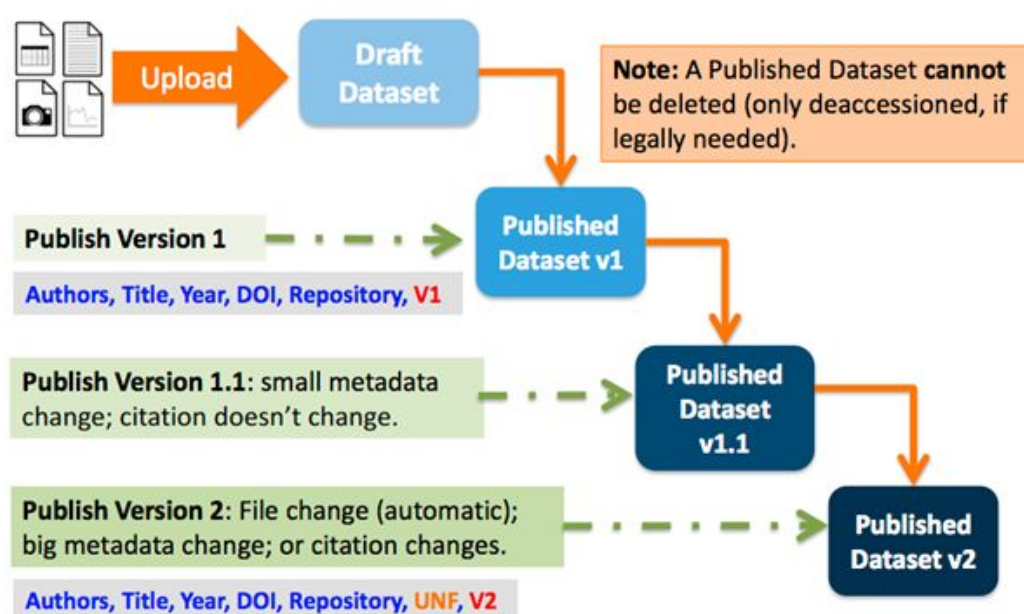 Upload
Draft
Dataset
Note: A Published Dataset cannot
be deleted (only deaccessioned, if
legally needed).
Publish Version 1
Published
Dataset v1
Authors, Title, Year, DOI, Repository, V1
Publish Version 1.1: small metadata
change; citation doesn’t change.
Published
Dataset
v1.1
Publish Version 2: File change (automatic);
big metadata change; or citation changes.
Published
Dataset v2
Authors, Title, Year, DOI, Repository, UNF, V2